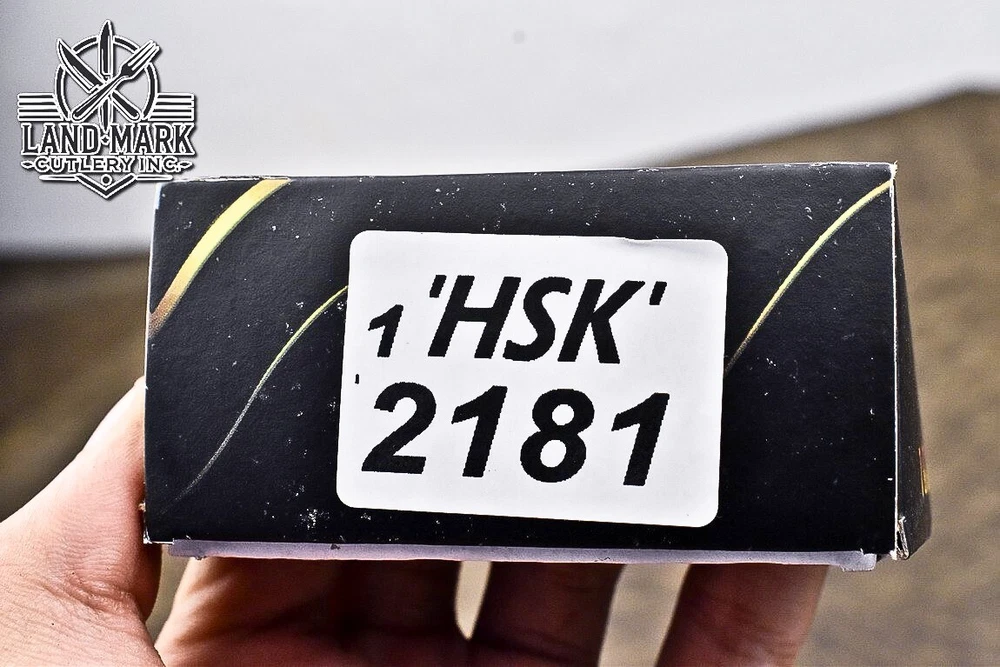 LAND MARK
CUTLERY INC.
1 'HSK'
2181